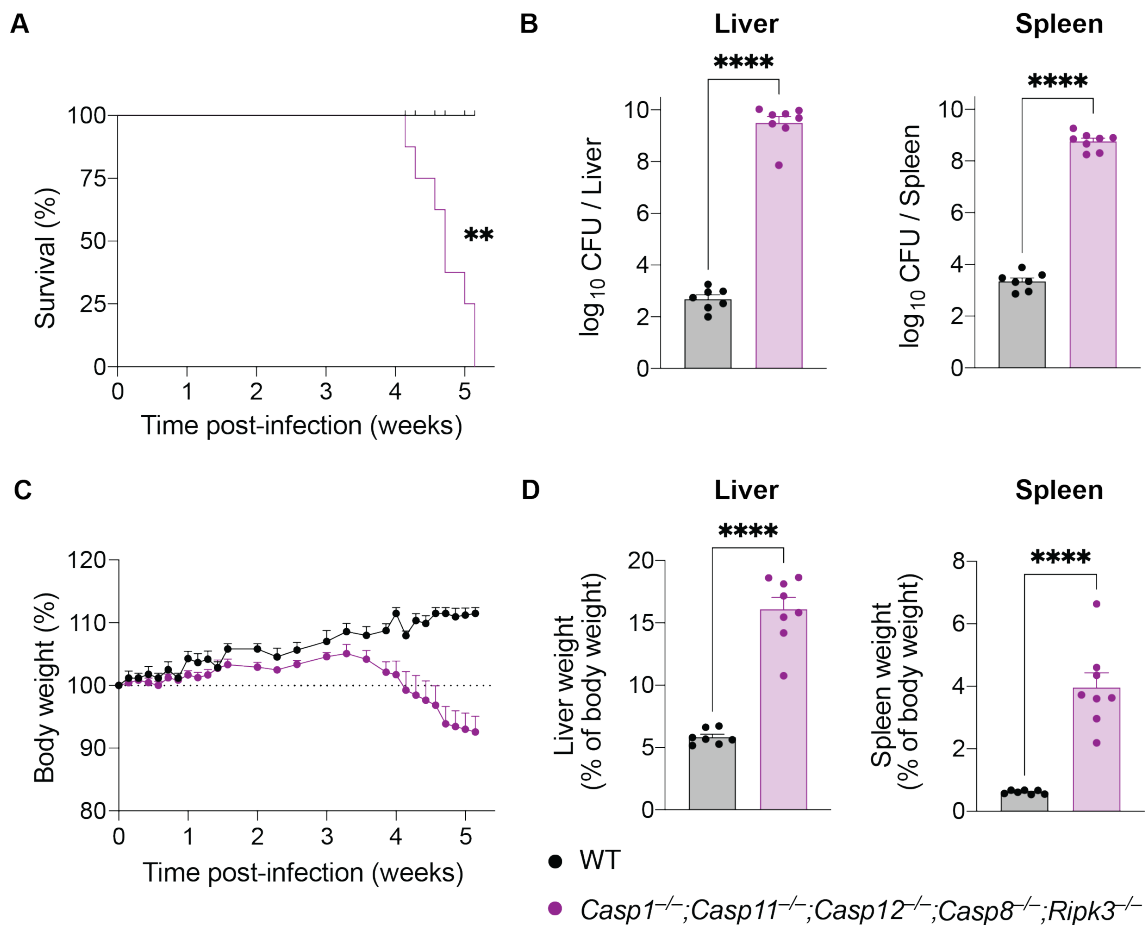 A
Survival (%)
100
75
50
25
0
**
0 1 2 3 4 5
Time post-infection (weeks)
B
Liver
****
log10 CFU / Liver
10
8
6
4
2
0
Spleen
****
log10 CFU / Spleen
10
8
6
4
2
0
C
Body weight (%)
120
110
100
90
80
0 1 2 3 4 5
Time post-infection (weeks)
D
Liver
****
Liver weight
(% of body weight)
20
15
10
5
0
Spleen
****
Spleen weight
(% of body weight)
8
6
4
2
0
WT
Casp1–/–;Casp11–/–;Casp12–/–;Casp8–/–;Ripk3–/–